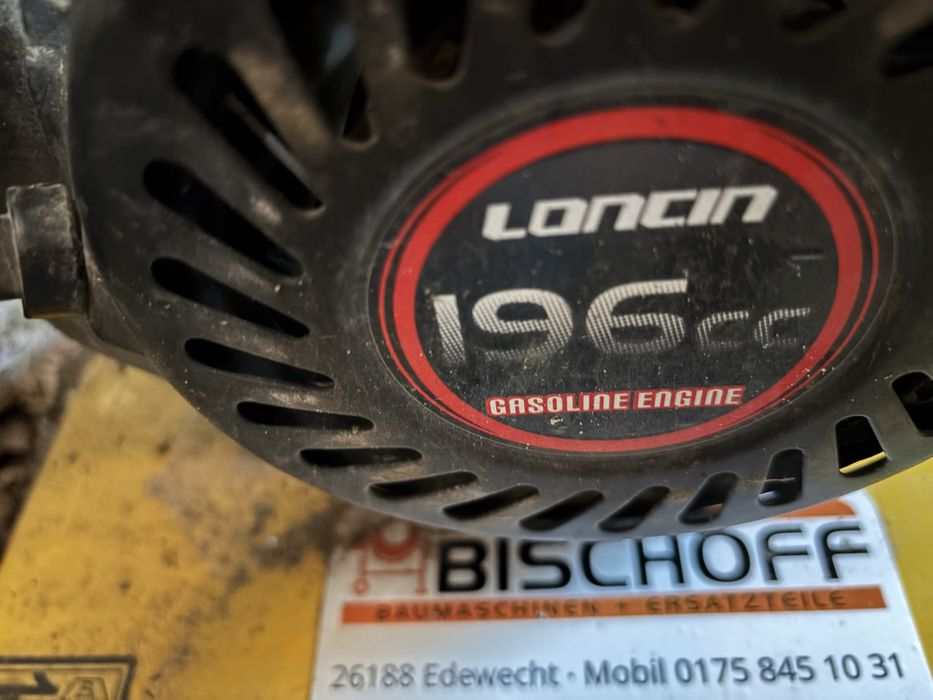 LONCIN
196cc
GASOLINE ENGINE
BISCHOFF
BAUMASCHINEN + ERSATZTEILE
26188 Edewecht · Mobil 0175 845 10 31